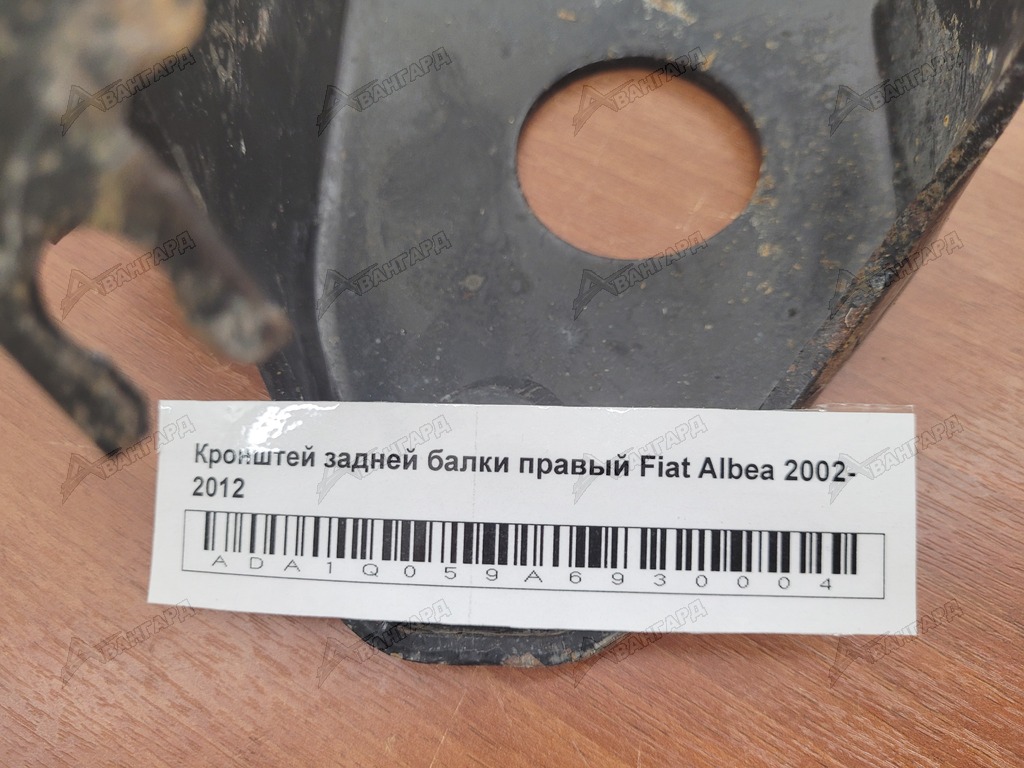 Кронштей задней балки правый Fiat Albea 2002-
2012
ADA1Q059A6930004